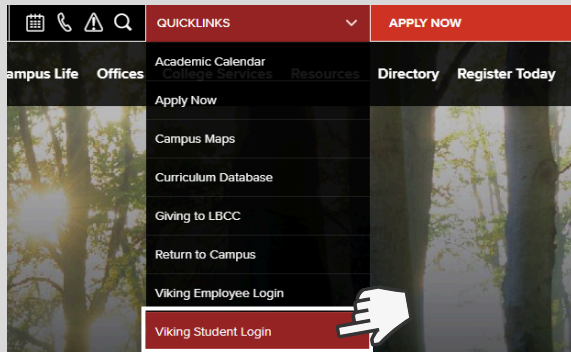 QUICKLINKS
APPLY NOW
ampus Life Offices College Services Resources Directory Register Today
Academic Calendar
Apply Now
Campus Maps
Curriculum Database
Giving to LBCC
Return to Campus
Viking Employee Login
Viking Student Login